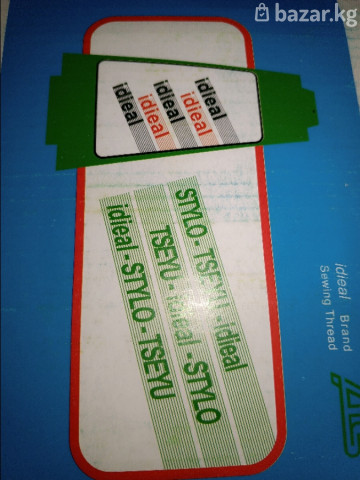 bazar.kg
idieal
idieal
idieal
idieal
idieal
STYLO - TSEYU - idieal
TSEYU - idieal - STYLO
idieal - STYLO - TSEYU
idieal Brand
Sewing Thread